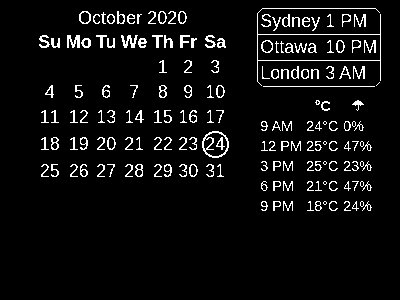 October 2020
Su Mo Tu We Th Fr Sa
1 2 3
4 5 6 7 8 9 10
11 12 13 14 15 16 17
18 19 20 21 22 23 24
25 26 27 28 29 30 31
Sydney 1 PM
Ottawa 10 PM
London 3 AM
°C
9 AM 24°C 0%
12 PM 25°C 47%
3 PM 25°C 23%
6 PM 21°C 47%
9 PM 18°C 24%